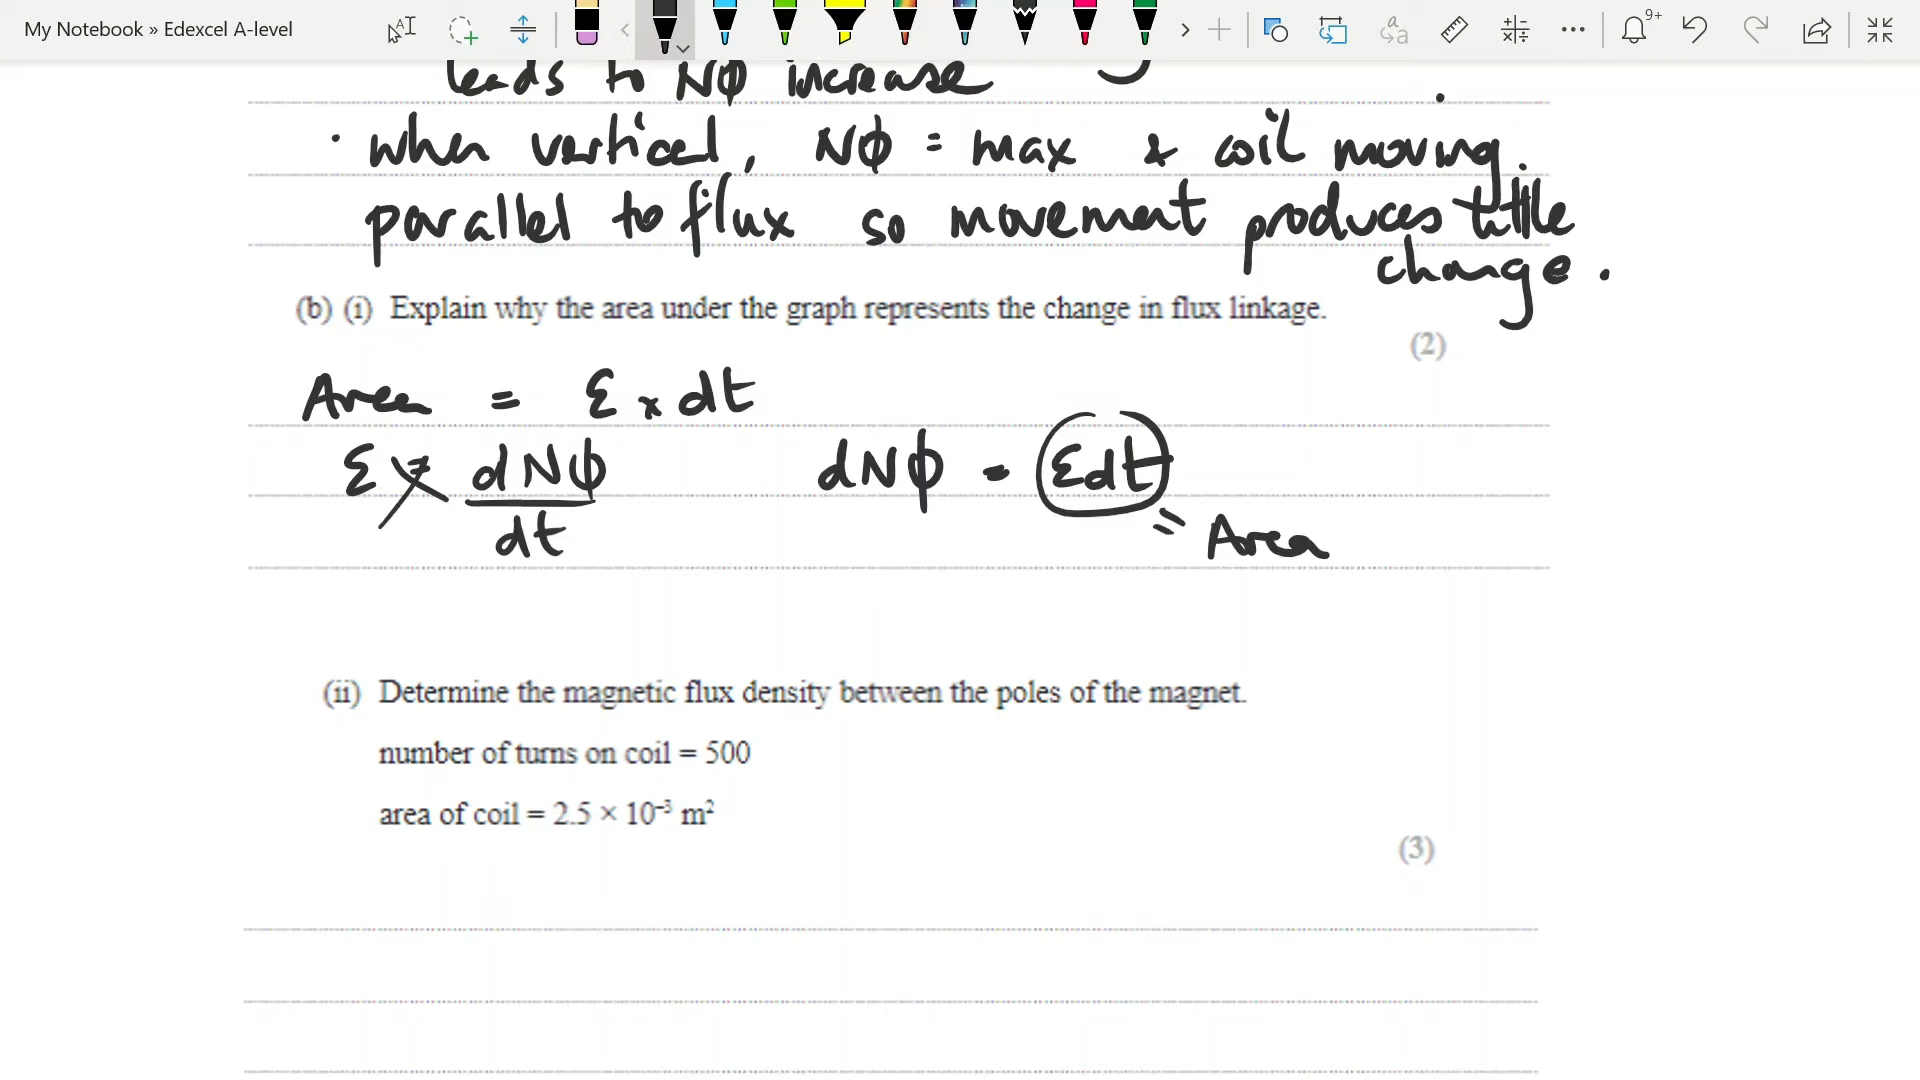 My Notebook » Edexcel A-level
9+
leads to Nϕ increase
· when vertical, Nϕ = max & coil moving
parallel to flux so movement produces little
change.
(b) (i) Explain why the area under the graph represents the change in flux linkage.
(2)
Area = Ɛ x dt
Ɛ dNϕ/dt dNϕ = Ɛdt
= Area
(ii) Determine the magnetic flux density between the poles of the magnet.
number of turns on coil = 500
area of coil = 2.5 × 10⁻³ m²
(3)